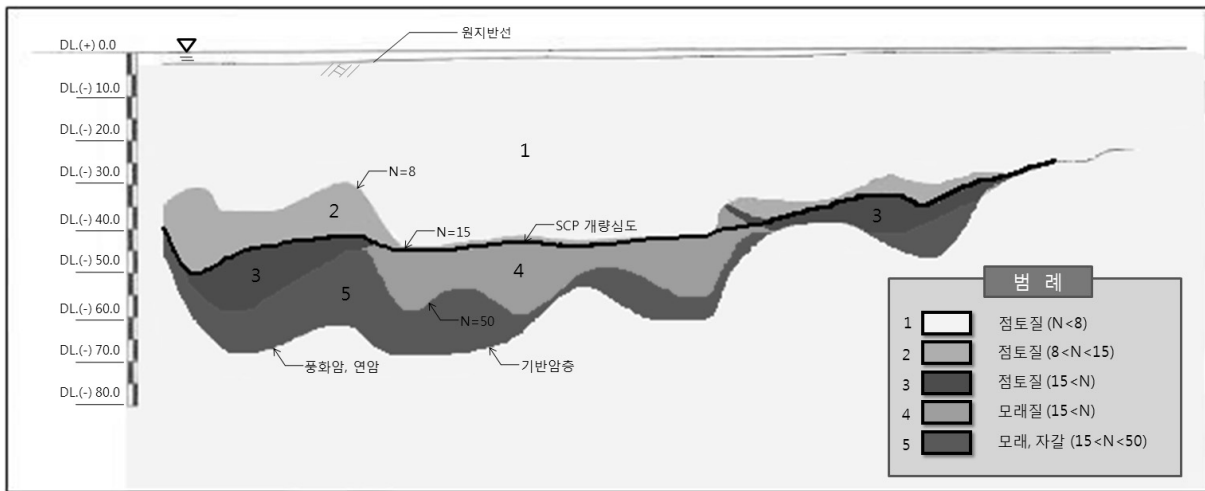 원지반선
DL.(+) 0.0
DL.(-) 10.0
DL.(-) 20.0
DL.(-) 30.0
DL.(-) 40.0
DL.(-) 50.0
DL.(-) 60.0
DL.(-) 70.0
DL.(-) 80.0
1
N=8
2
SCP 개량심도
N=15
3
3
4
5
N=50
풍화암, 연암
기반암층
범 례
1 점토질 (N<8)
2 점토질 (8<N<15)
3 점토질 (15<N)
4 모래질 (15<N)
5 모래, 자갈 (15<N<50)